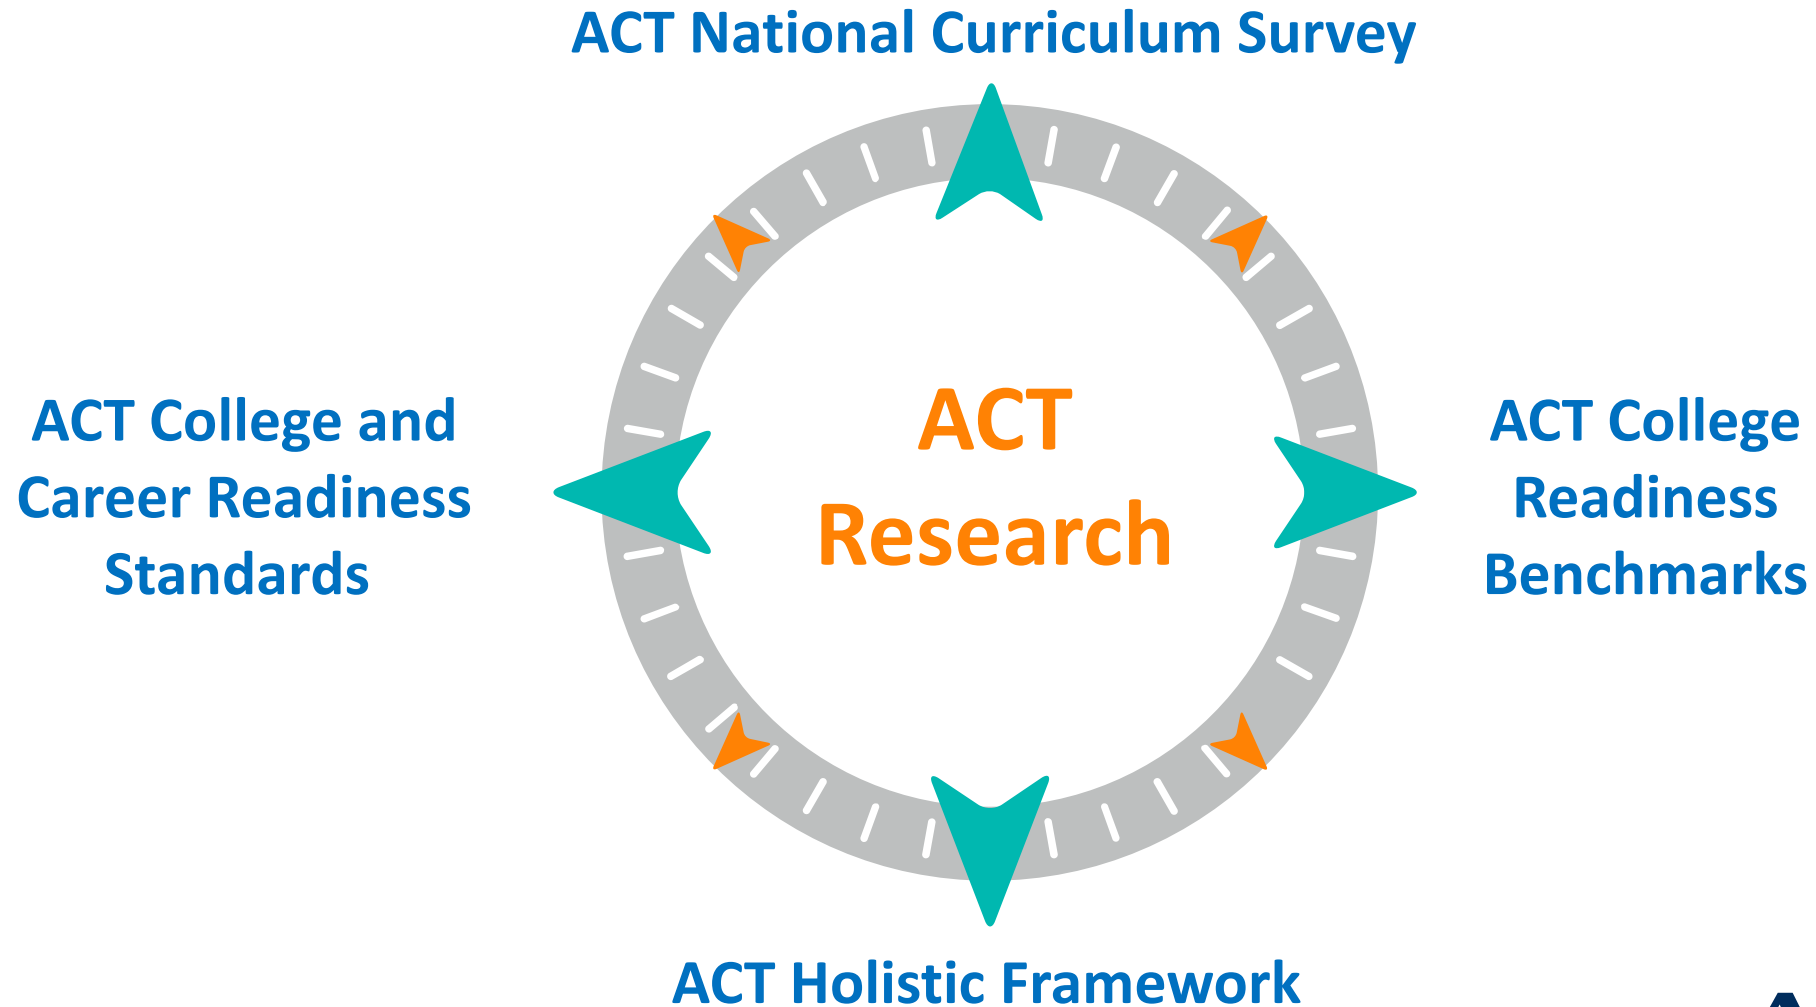 ACT National Curriculum Survey
ACT College and
Career Readiness
Standards
ACT
Research
ACT College
Readiness
Benchmarks
ACT Holistic Framework